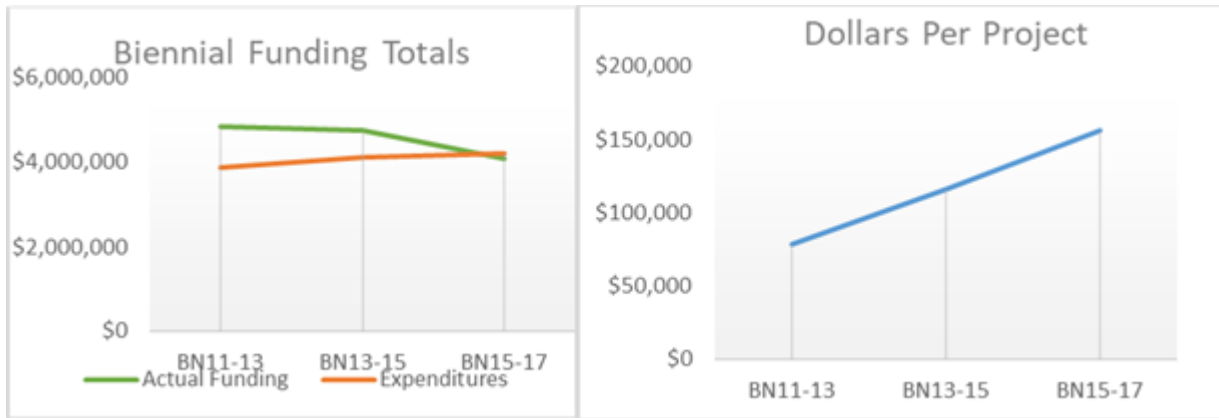 Biennial Funding Totals
$6,000,000
$4,000,000
$2,000,000
$0
BN11-13 BN13-15 BN15-17
Actual Funding Expenditures
Dollars Per Project
$200,000
$150,000
$100,000
$50,000
$0
BN11-13 BN13-15 BN15-17